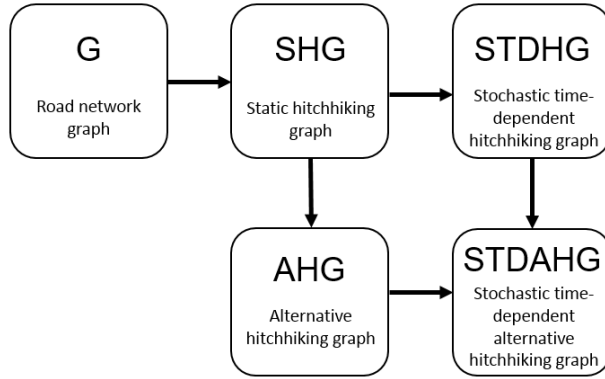 G
Road network
graph
SHG
Static hitchhiking
graph
STDHG
Stochastic time-
dependent
hitchhiking graph
AHG
Alternative
hitchhiking graph
STDAHG
Stochastic time-
dependent
alternative
hitchhiking graph